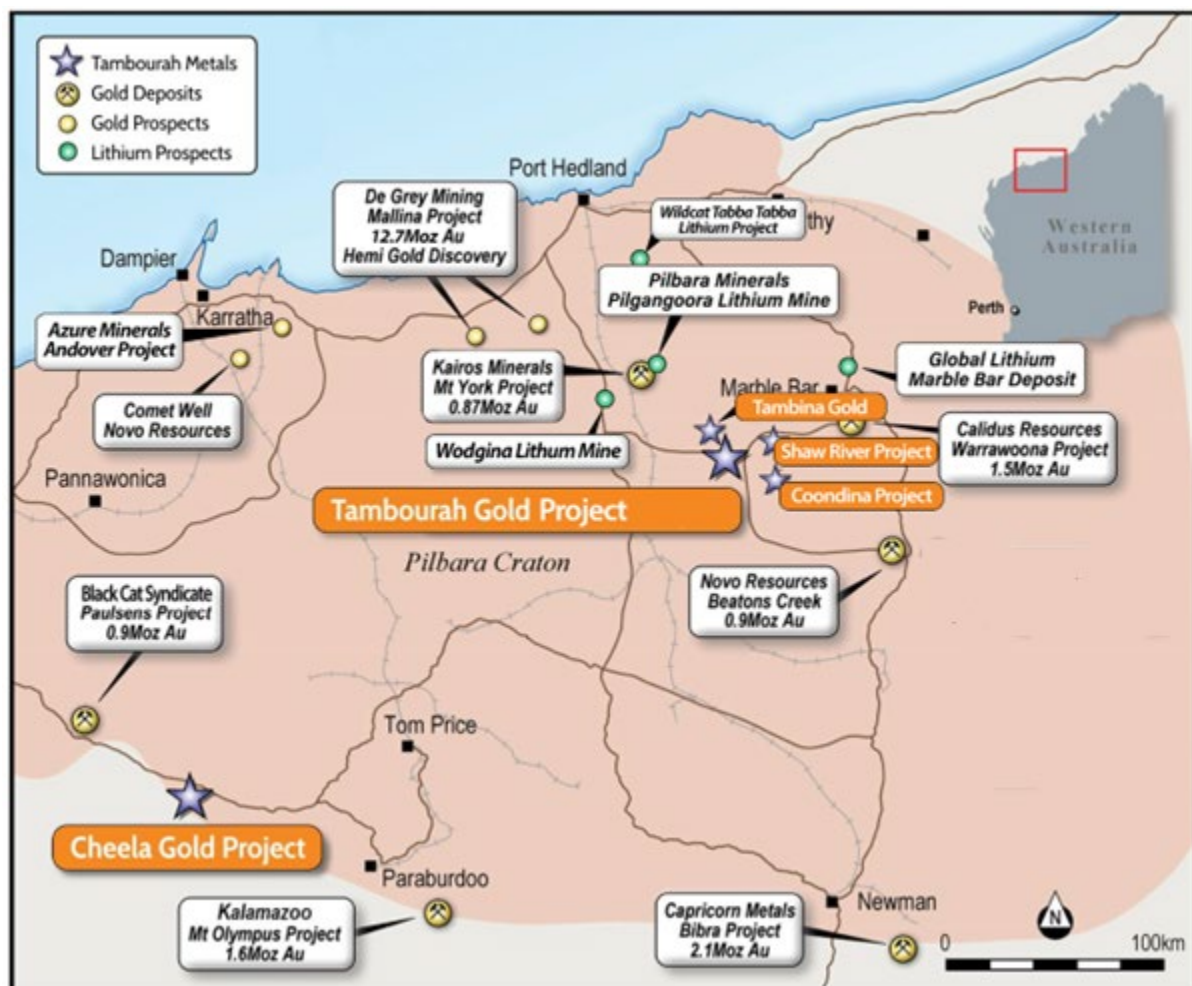 Tambourah Metals
Gold Deposits
Gold Prospects
Lithium Prospects
Port Hedland
De Grey Mining
Mallina Project
12.7Moz Au
Hemi Gold Discovery
Wildcat Tabba Tabba
Lithium Project
thy
Western
Australia
Perth
Dampier
Karratha
Pilbara Minerals
Pilgangoora Lithium Mine
Azure Minerals
Andover Project
Kairos Minerals
Mt York Project
0.87Moz Au
Global Lithium
Marble Bar Deposit
Marble Bar
Comet Well
Novo Resources
Tambina Gold
Wodgina Lithum Mine
Shaw River Project
Calidus Resources
Warrawoona Project
1.5Moz Au
Pannawonica
Coondina Project
Tambourah Gold Project
Pilbara Craton
Novo Resources
Beatons Creek
0.9Moz Au
Black Cat Syndicate
Paulsens Project
0.9Moz Au
Tom Price
Cheela Gold Project
Paraburdoo
Kalamazoo
Mt Olympus Project
1.6Moz Au
Capricorn Metals
Bibra Project
2.1Moz Au
Newman
N
0 100km